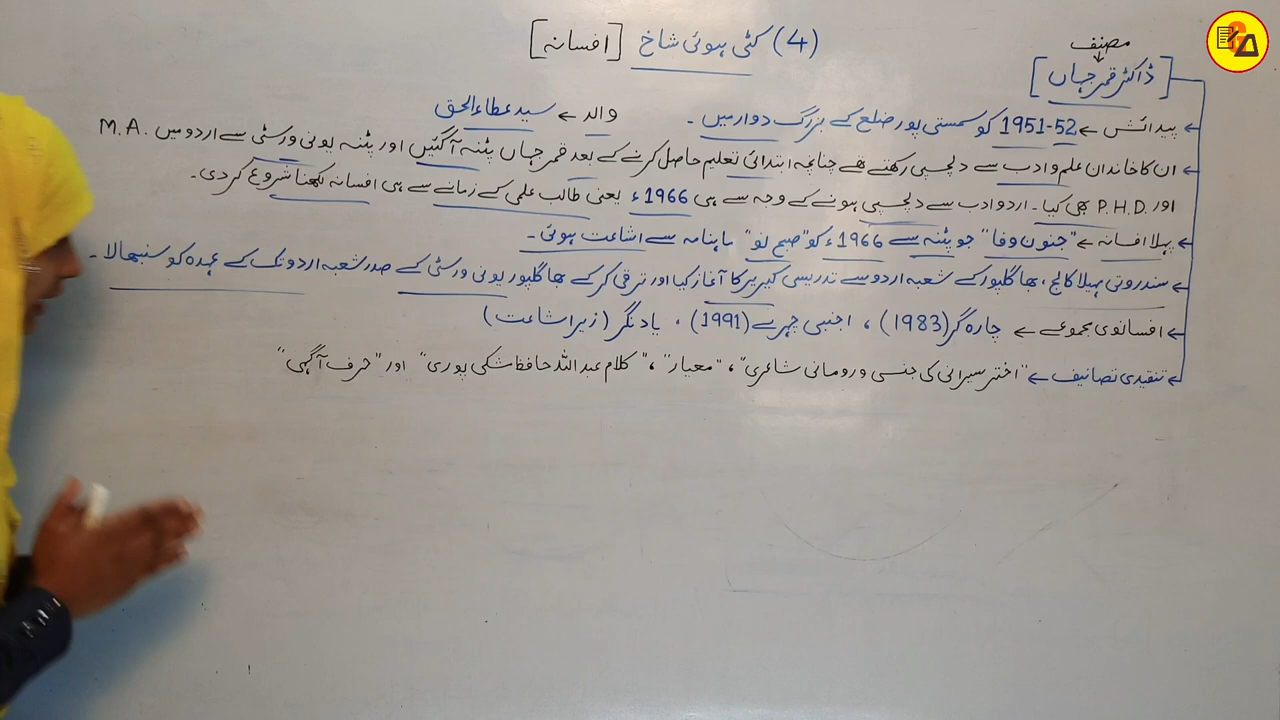 (4) کٹی ہوئی شاخ [افسانہ]
مصنف
[ڈاکٹر قمر جہاں]
پیدائش ← 1951-52 کو سمستی پور ضلع کے بزرگ دوار میں ۔ والد ← سید عطاء الحق
ان کا خاندان علم و ادب سے دلچسپی رکھتے تھے چنانچہ ابتدائی تعلیم حاصل کرنے کے بعد قمر جہاں پٹنہ آگئیں اور پٹنہ یونی ورسٹی سے اردو میں M.A.
اور P.H.D. بھی کیا۔ اردو ادب سے دلچسپی ہونے کے وجہ سے ہی 1966ء یعنی طالب علمی کے زمانے سے ہی افسانہ لکھنا شروع کر دی۔
پہلا افسانہ ← "جنون وفا" جو پٹنہ سے 1966ء کو "صبح نو" ماہنامہ سے اشاعت ہوئی ۔
سندروتی مہیلا کالج، بھاگلپور کے شعبہ اردو سے تدریسی کیریر کا آغاز کیا اور ترقی کر کے بھاگلپور یونی ورسٹی کے صدر شعبہ اردو تک کے عہدہ کو سنبھالا ۔
افسانوی مجموعے ← چارہ گر (1983) ، اجنبی چہرے (1991) ، یاد نگر (زیر اشاعت)
تنقیدی تصانیف ← "اختر سیرانی کی جنسی و رومانی شاعری" ، "معیار" ، "کلام عبد اللہ حافظ مشکی پوری" اور "حرف آگہی"